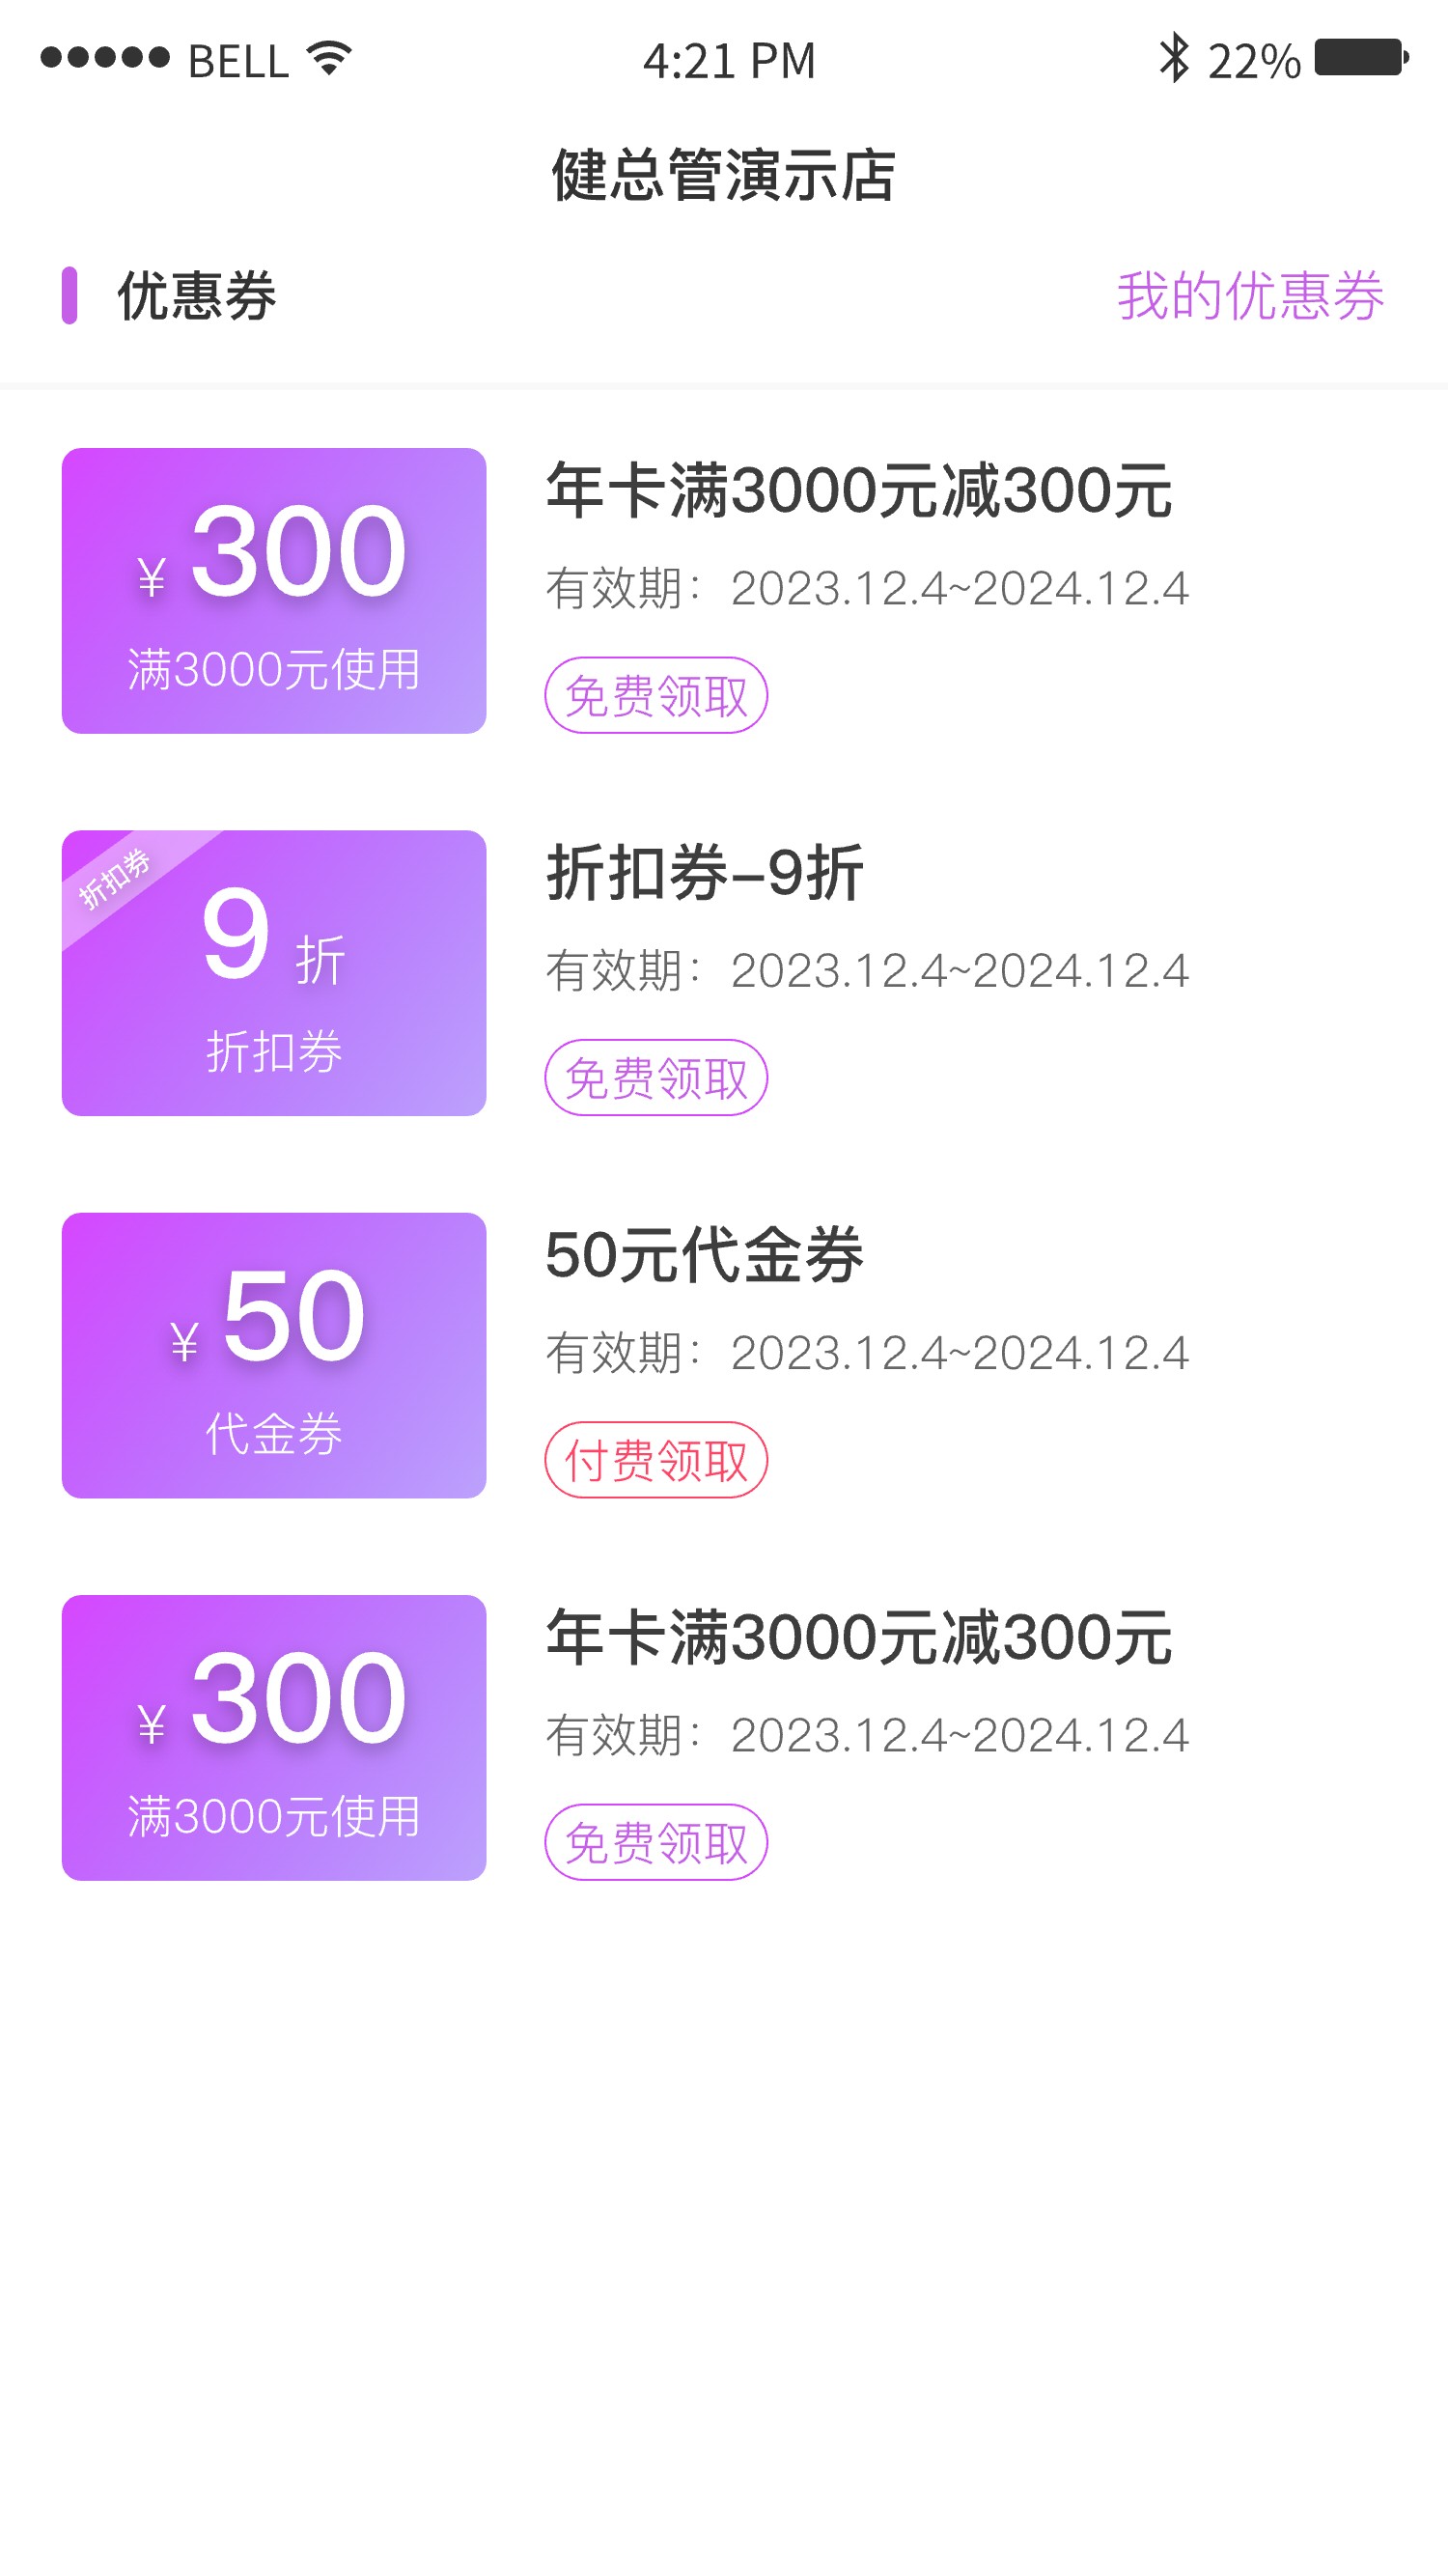 BELL 4:21 PM 22%
健总管演示店
优惠券 我的优惠券
¥ 300
满3000元使用
年卡满3000元减300元
有效期：2023.12.4~2024.12.4
免费领取
折扣券
9 折
折扣券
折扣券-9折
有效期：2023.12.4~2024.12.4
免费领取
¥ 50
代金券
50元代金券
有效期：2023.12.4~2024.12.4
付费领取
¥ 300
满3000元使用
年卡满3000元减300元
有效期：2023.12.4~2024.12.4
免费领取